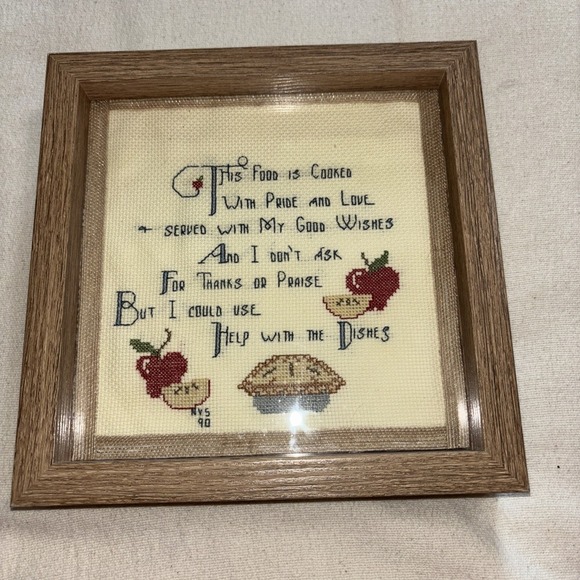 This Food is Cooked
With Pride and Love
~ served with My Good Wishes
And I don't ask
For Thanks or Praise
But I could use
Help with the Dishes
NVS
90